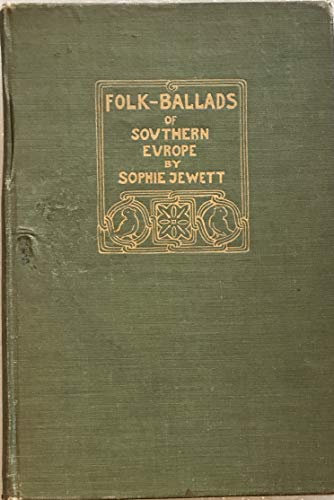 FOLK-BALLADS
OF
SOVTHERN
EVROPE
BY
SOPHIE JEWETT